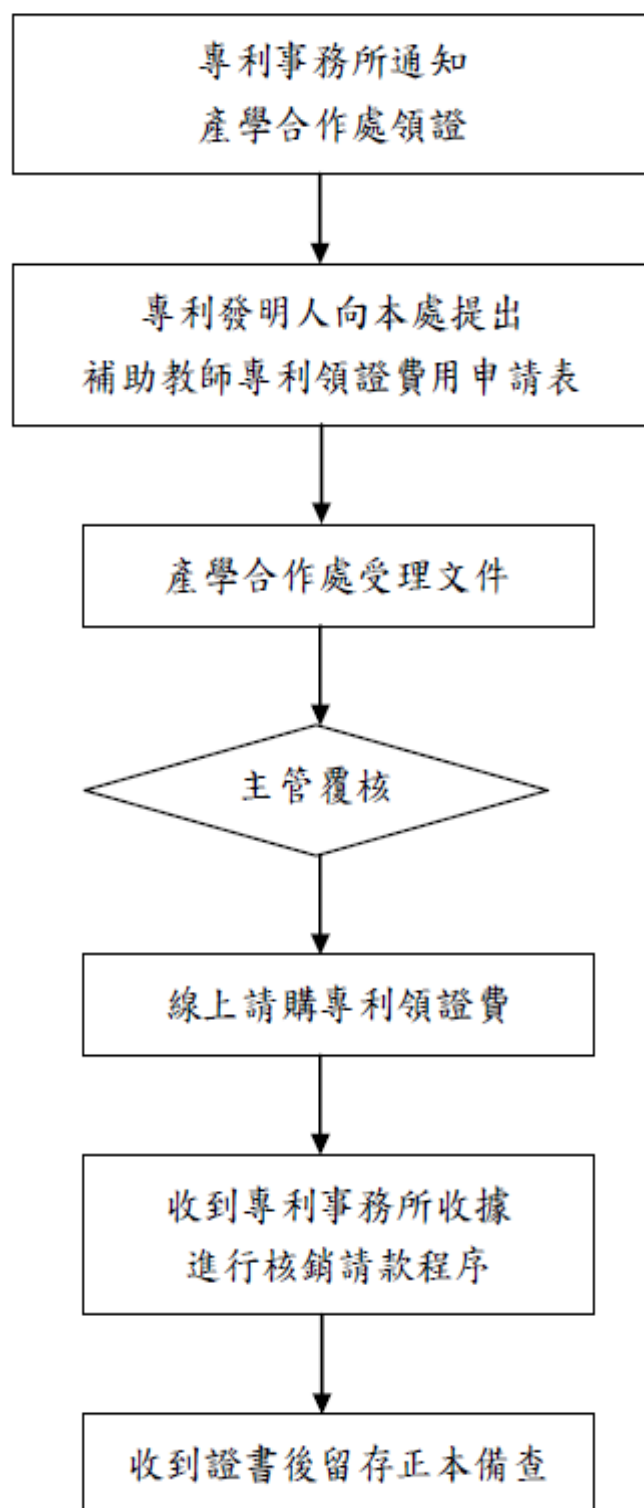 專利事務所通知
產學合作處領證
專利發明人向本處提出
補助教師專利領證費用申請表
產學合作處受理文件
主管覆核
線上請購專利領證費
收到專利事務所收據
進行核銷請款程序
收到證書後留存正本備查